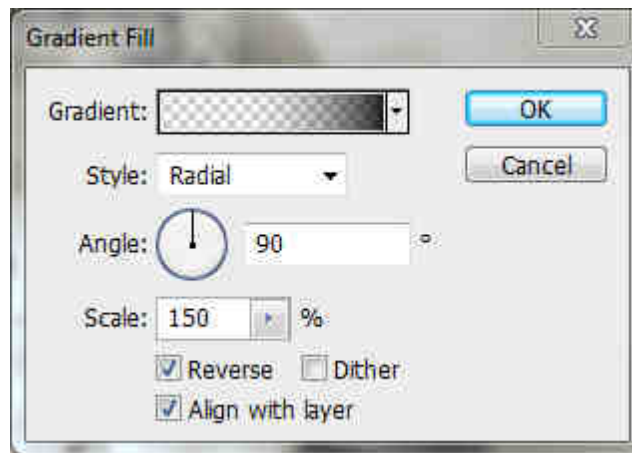 Gradient Fill
Gradient:
OK
Style: Radial
Cancel
Angle: 90 °
Scale: 150 %
Reverse Dither
Align with layer